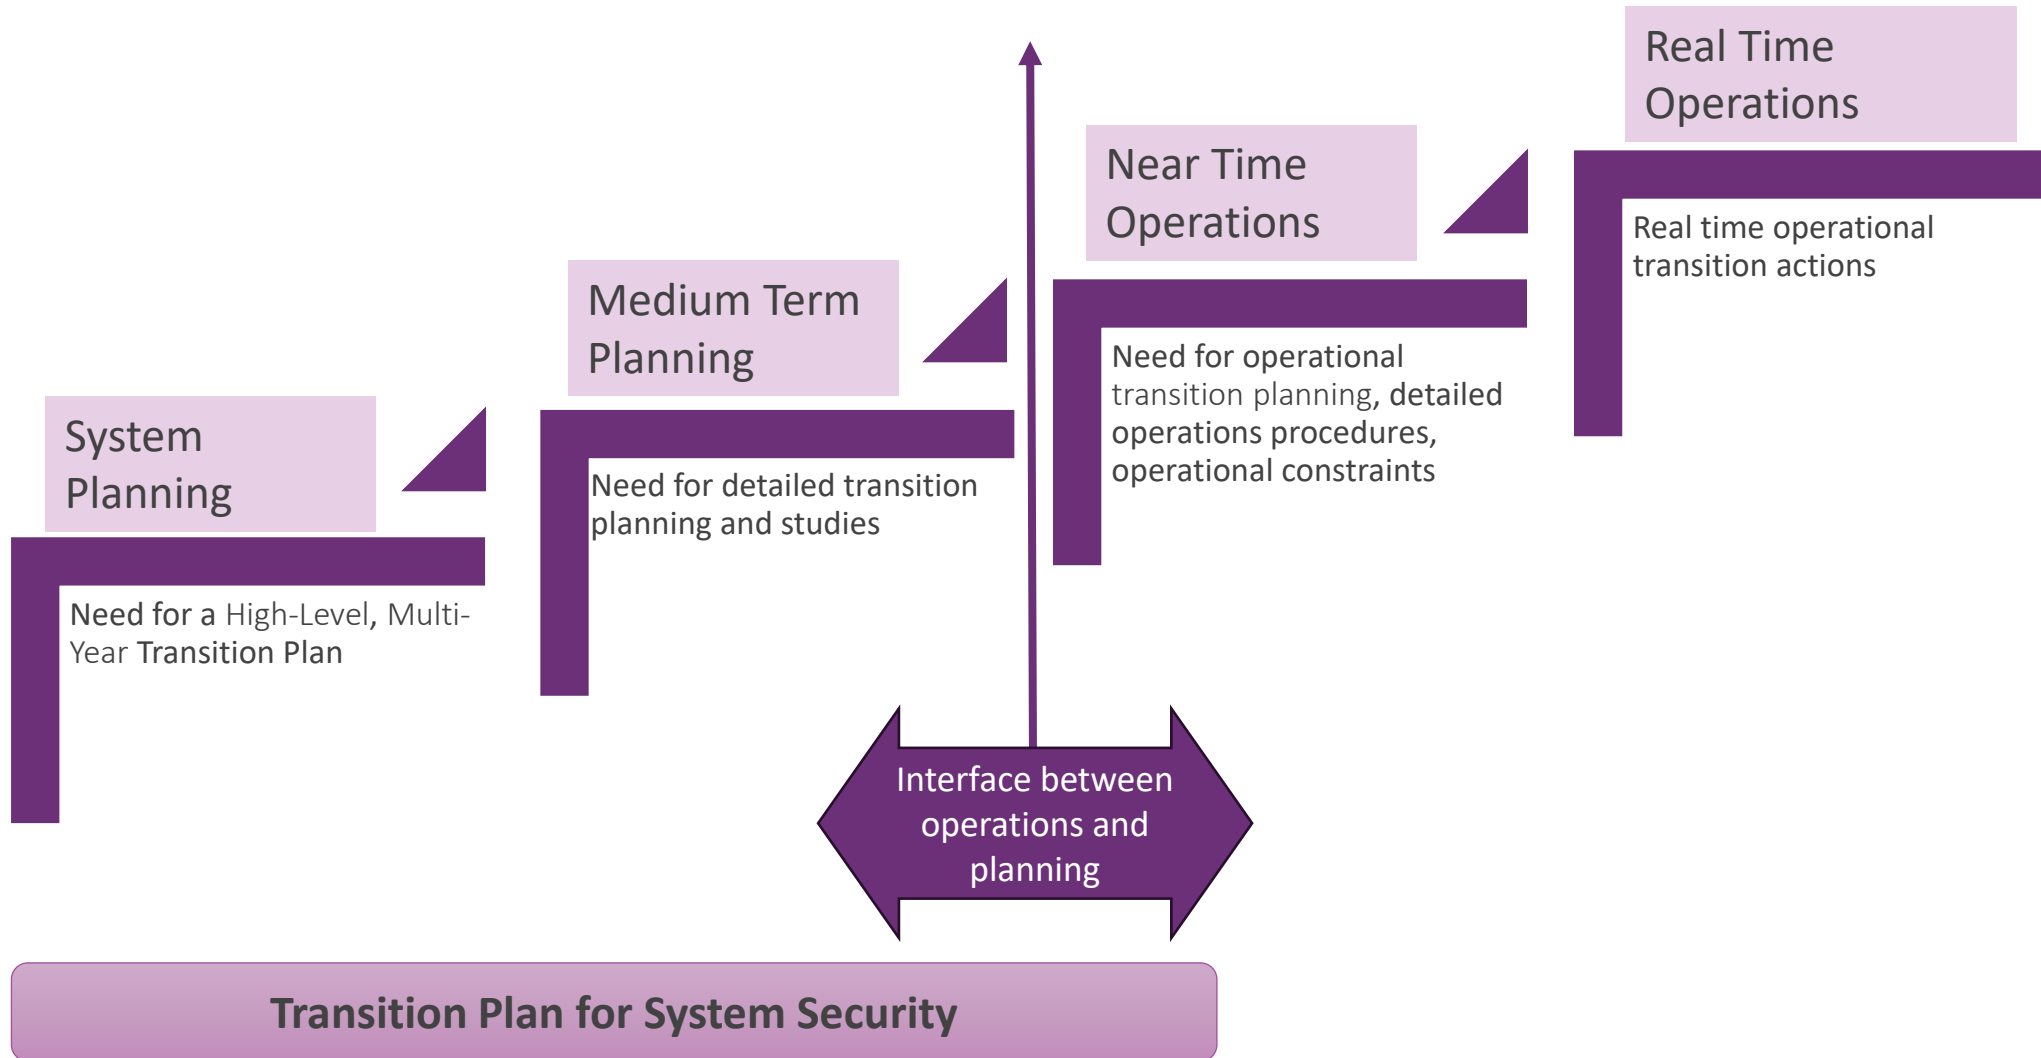 System
Planning
Need for a High-Level, Multi-
Year Transition Plan
Medium Term
Planning
Need for detailed transition
planning and studies
Near Time
Operations
Need for operational
transition planning, detailed
operations procedures,
operational constraints
Real Time
Operations
Real time operational
transition actions
Interface between
operations and
planning
Transition Plan for System Security